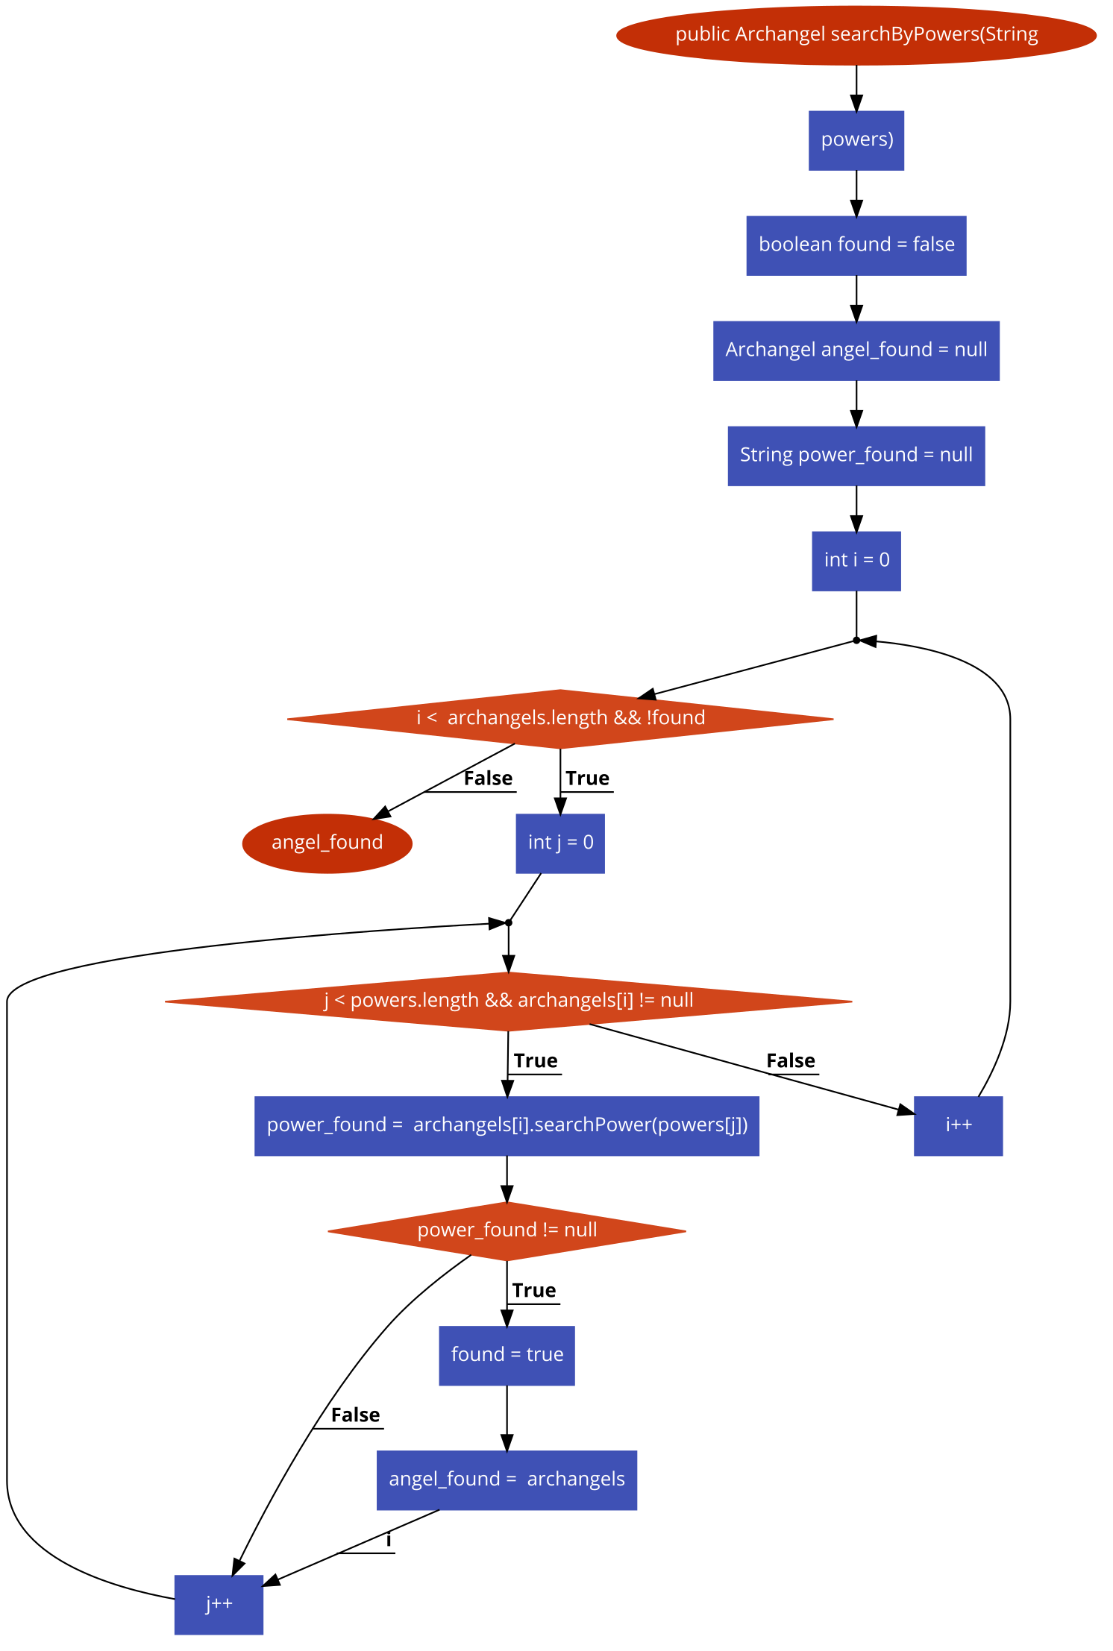 public Archangel searchByPowers(String
powers)
boolean found = false
Archangel angel_found = null
String power_found = null
int i = 0
i <  archangels.length && !found
False
True
angel_found
int j = 0
j < powers.length && archangels[i] != null
True
False
power_found =  archangels[i].searchPower(powers[j])
i++
power_found != null
True
found = true
False
angel_found =  archangels
i
j++